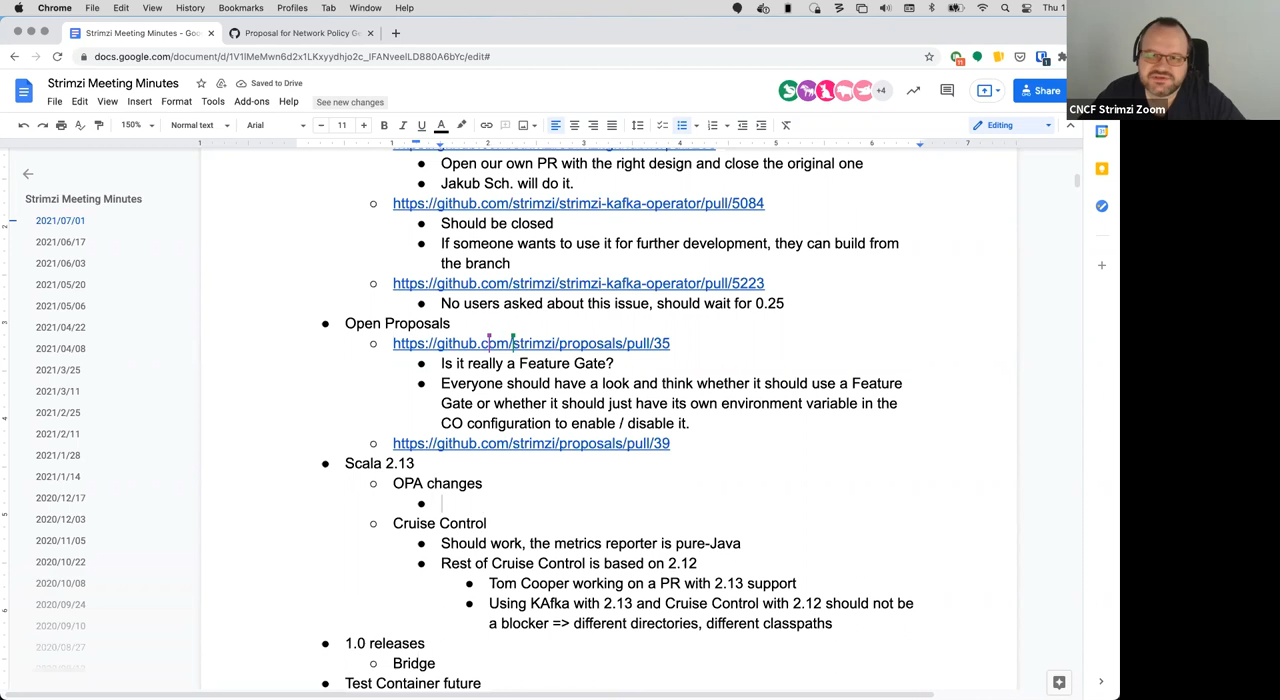 Chrome File Edit View History Bookmarks Profiles Tab Window Help Thu 1
Strimzi Meeting Minutes - Goo Proposal for Network Policy Ge
docs.google.com/document/d/1V1lMeMwn6d2x1LKxyydhjo2c_IFANveelLD880A6bYc/edit#
Strimzi Meeting Minutes Saved to Drive
File Edit View Insert Format Tools Add-ons Help See new changes
+4 Share
CNCF Strimzi Zoom
150% Normal text Arial 11 Editing
Strimzi Meeting Minutes
2021/07/01
2021/06/17
2021/06/03
2021/05/20
2021/05/06
2021/04/22
2021/04/08
2021/3/25
2021/3/11
2021/2/25
2021/2/11
2021/1/28
2021/1/14
2020/12/17
2020/12/03
2020/11/05
2020/10/22
2020/10/08
2020/09/24
2020/09/10
2020/08/27
2020/08/13
Open our own PR with the right design and close the original one
Jakub Sch. will do it.
https://github.com/strimzi/strimzi-kafka-operator/pull/5084
Should be closed
If someone wants to use it for further development, they can build from
the branch
https://github.com/strimzi/strimzi-kafka-operator/pull/5223
No users asked about this issue, should wait for 0.25
Open Proposals
https://github.com/strimzi/proposals/pull/35
Is it really a Feature Gate?
Everyone should have a look and think whether it should use a Feature
Gate or whether it should just have its own environment variable in the
CO configuration to enable / disable it.
https://github.com/strimzi/proposals/pull/39
Scala 2.13
OPA changes
Cruise Control
Should work, the metrics reporter is pure-Java
Rest of Cruise Control is based on 2.12
Tom Cooper working on a PR with 2.13 support
Using KAfka with 2.13 and Cruise Control with 2.12 should not be
a blocker => different directories, different classpaths
1.0 releases
Bridge
Test Container future